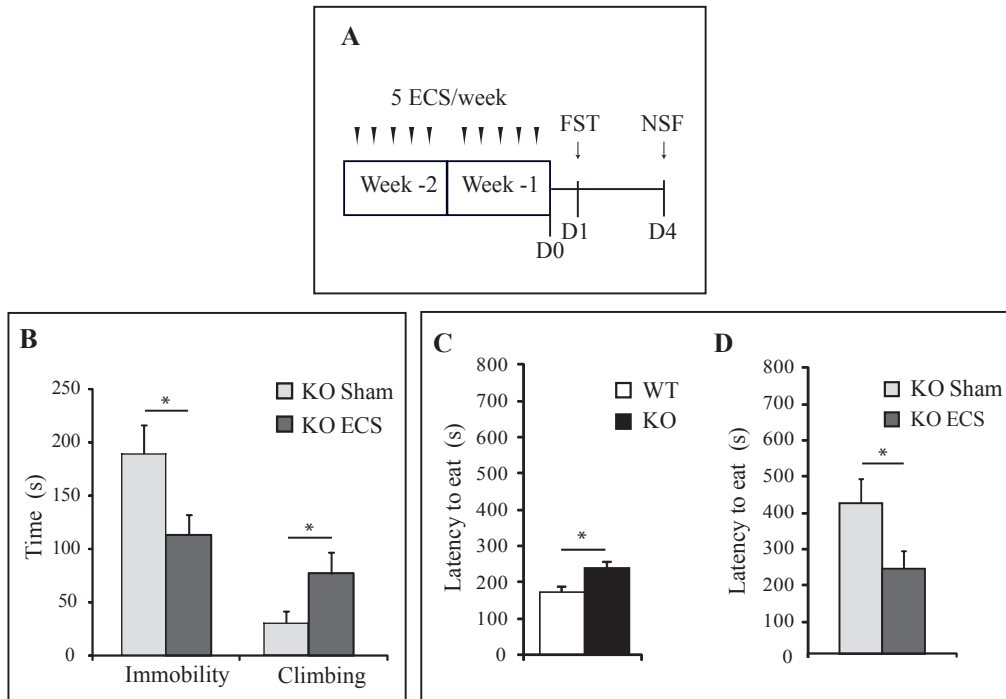 A
5 ECS/week
FST NSF
Week -2 Week -1
D0 D1 D4
B
250
200
150
100
50
0
Time (s)
KO Sham
KO ECS
*
*
Immobility Climbing
C
800
700
600
500
400
300
200
100
0
Latency to eat (s)
WT
KO
*
D
800
700
600
500
400
300
200
800
0
Latency to eat (s)
KO Sham
KO ECS
*